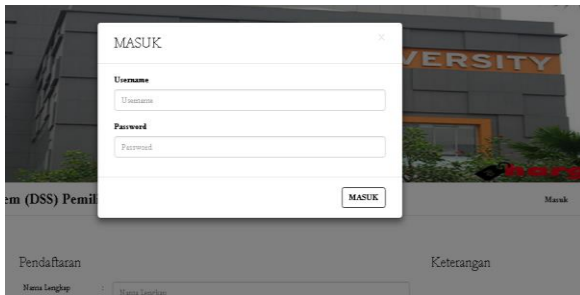 MASUK
x
VERSITY
Username
Username
Password
Password
MASUK
em (DSS) Pemil
Masuk
Pendaftaran
Keterangan
Nama Lengkap :
Nama Lengkap